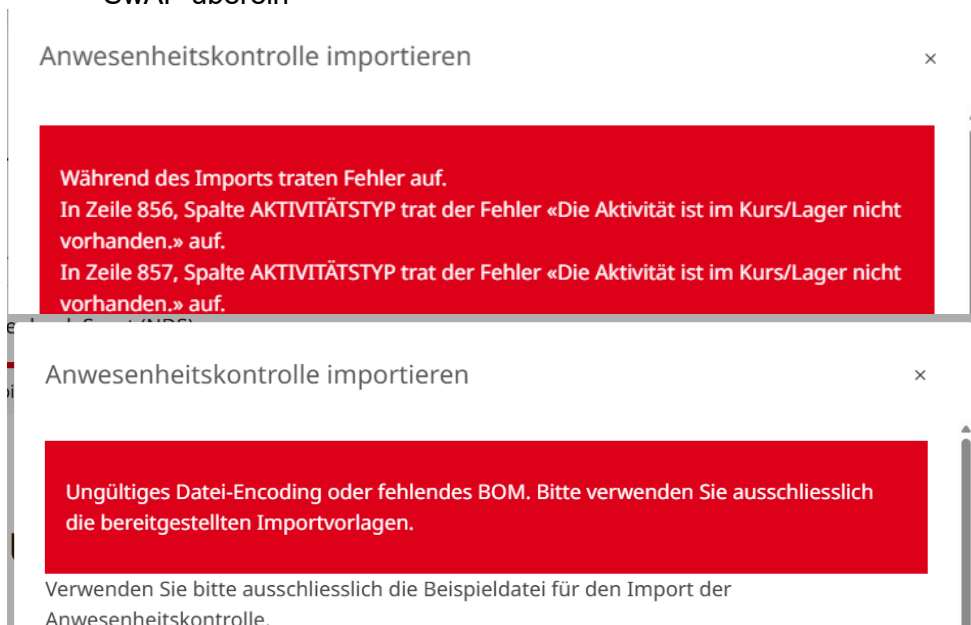 überein
Anwesenheitskontrolle importieren ×
Während des Imports traten Fehler auf.
In Zeile 856, Spalte AKTIVITÄTSTYP trat der Fehler «Die Aktivität ist im Kurs/Lager nicht
vorhanden.» auf.
In Zeile 857, Spalte AKTIVITÄTSTYP trat der Fehler «Die Aktivität ist im Kurs/Lager nicht
vorhanden.» auf.
(NDS)
Anwesenheitskontrolle importieren ×
Ungültiges Datei-Encoding oder fehlendes BOM. Bitte verwenden Sie ausschliesslich
die bereitgestellten Importvorlagen.
Verwenden Sie bitte ausschliesslich die Beispieldatei für den Import der
Anwesenheitskontrolle.